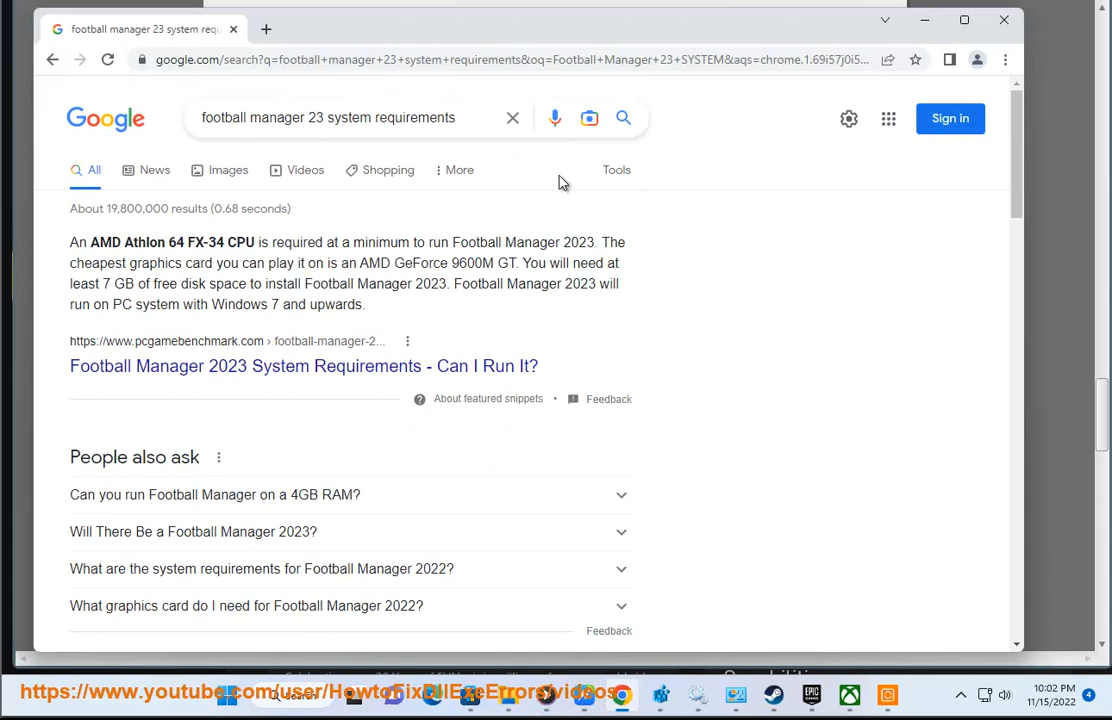 football manager 23 system requ
google.com/search?q=football+manager+23+system+requirements&oq=Football+Manager+23+SYSTEM&aqs=chrome.1.69i57j0i5...
Google
football manager 23 system requirements
Sign in
All
News
Images
Videos
Shopping
More
Tools
About 19,800,000 results (0.68 seconds)
An AMD Athlon 64 FX-34 CPU is required at a minimum to run Football Manager 2023. The
cheapest graphics card you can play it on is an AMD GeForce 9600M GT. You will need at
least 7 GB of free disk space to install Football Manager 2023. Football Manager 2023 will
run on PC system with Windows 7 and upwards.
https://www.pcgamebenchmark.com › football-manager-2...
Football Manager 2023 System Requirements - Can I Run It?
About featured snippets • Feedback
People also ask
Can you run Football Manager on a 4GB RAM?
Will There Be a Football Manager 2023?
What are the system requirements for Football Manager 2022?
What graphics card do I need for Football Manager 2022?
Feedback
https://www.youtube.com/user/HowtoFixDllExeErrors/videos
Search
EPIC
GAMES
10:02 PM
11/15/2022
4